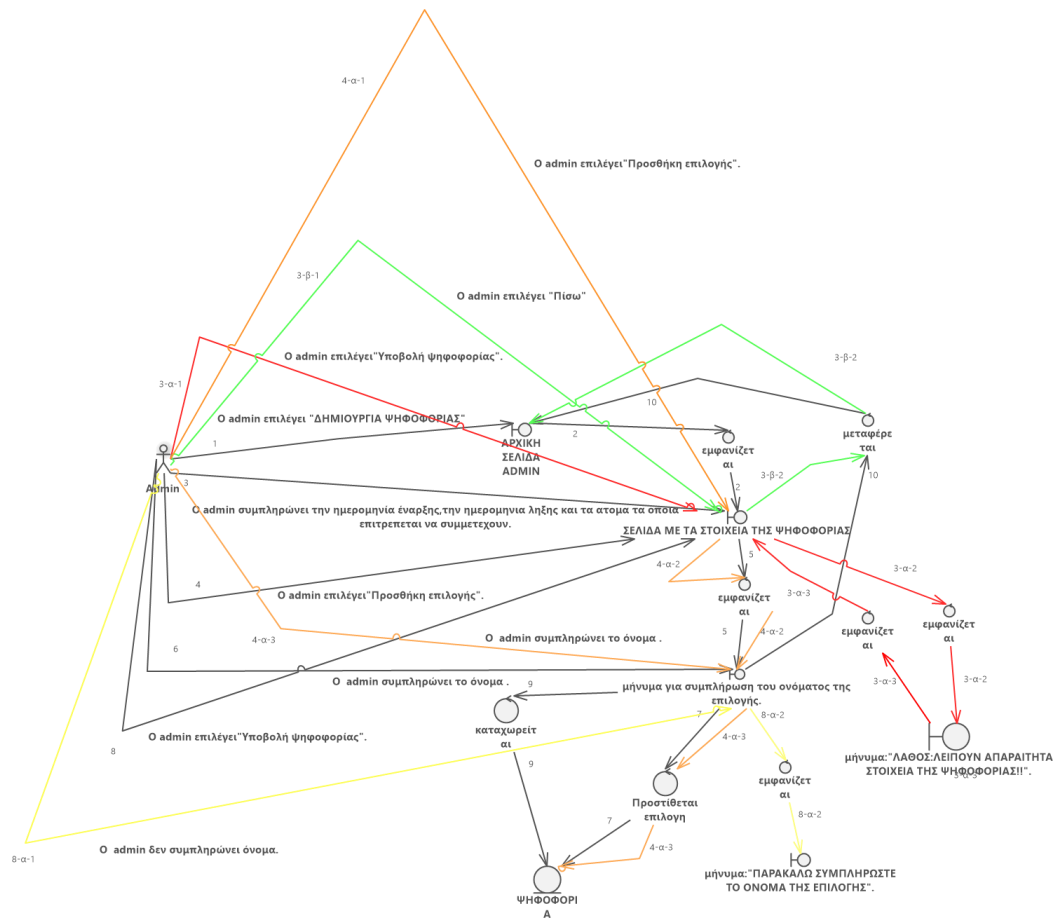 4-α-1
Ο admin επιλέγει"Προσθήκη επιλογής".
3-β-1
Ο admin επιλέγει "Πίσω"
Ο admin επιλέγει"Υποβολή ψηφοφορίας".
3-β-2
3-α-1
10
Ο admin επιλέγει "ΔΗΜΙΟΥΡΓΙΑ ΨΗΦΟΦΟΡΙΑΣ"
1
2
ΑΡΧΙΚΗ
ΣΕΛΙΔΑ
ADMIN
εμφανίζετ
αι
μεταφέρε
ται
Admin
3
2
3-β-2
10
Ο admin συμπληρώνει την ημερομηνία έναρξης,την ημερομηνια ληξης και τα ατομα τα οποια
επιτρεπεται να συμμετεχουν.
ΣΕΛΙΔΑ ΜΕ ΤΑ ΣΤΟΙΧΕΙΑ ΤΗΣ ΨΗΦΟΦΟΡΙΑΣ
5
4-α-2
3-α-2
4
Ο admin επιλέγει"Προσθήκη επιλογής".
εμφανίζετ
αι
3-α-3
εμφανίζετ
αι
εμφανίζετ
αι
4-α-3
Ο admin συμπληρώνει το όνομα .
5
4-α-2
6
3-α-3
3-α-2
Ο admin συμπληρώνει το όνομα .
9
μήνυμα για συμπλήρωση του ονόματος της
επιλογής.
7
8-α-2
καταχωρείτ
αι
4-α-3
8
Ο admin επιλέγει"Υποβολή ψηφοφορίας".
9
μήνυμα:"ΛΑΘΟΣ:ΛΕΙΠΟΥΝ ΑΠΑΡΑΙΤΗΤΑ
ΣΤΟΙΧΕΙΑ ΤΗΣ ΨΗΦΟΦΟΡΙΑΣ!!".
3-α-3
εμφανίζετ
αι
Προστίθεται
επιλογη
8-α-2
7
4-α-3
8-α-1
Ο admin δεν συμπληρώνει όνομα.
μήνυμα:"ΠΑΡΑΚΑΛΩ ΣΥΜΠΛΗΡΩΣΤΕ
ΤΟ ΟΝΟΜΑ ΤΗΣ ΕΠΙΛΟΓΗΣ".
ΨΗΦΟΦΟΡΙ
Α